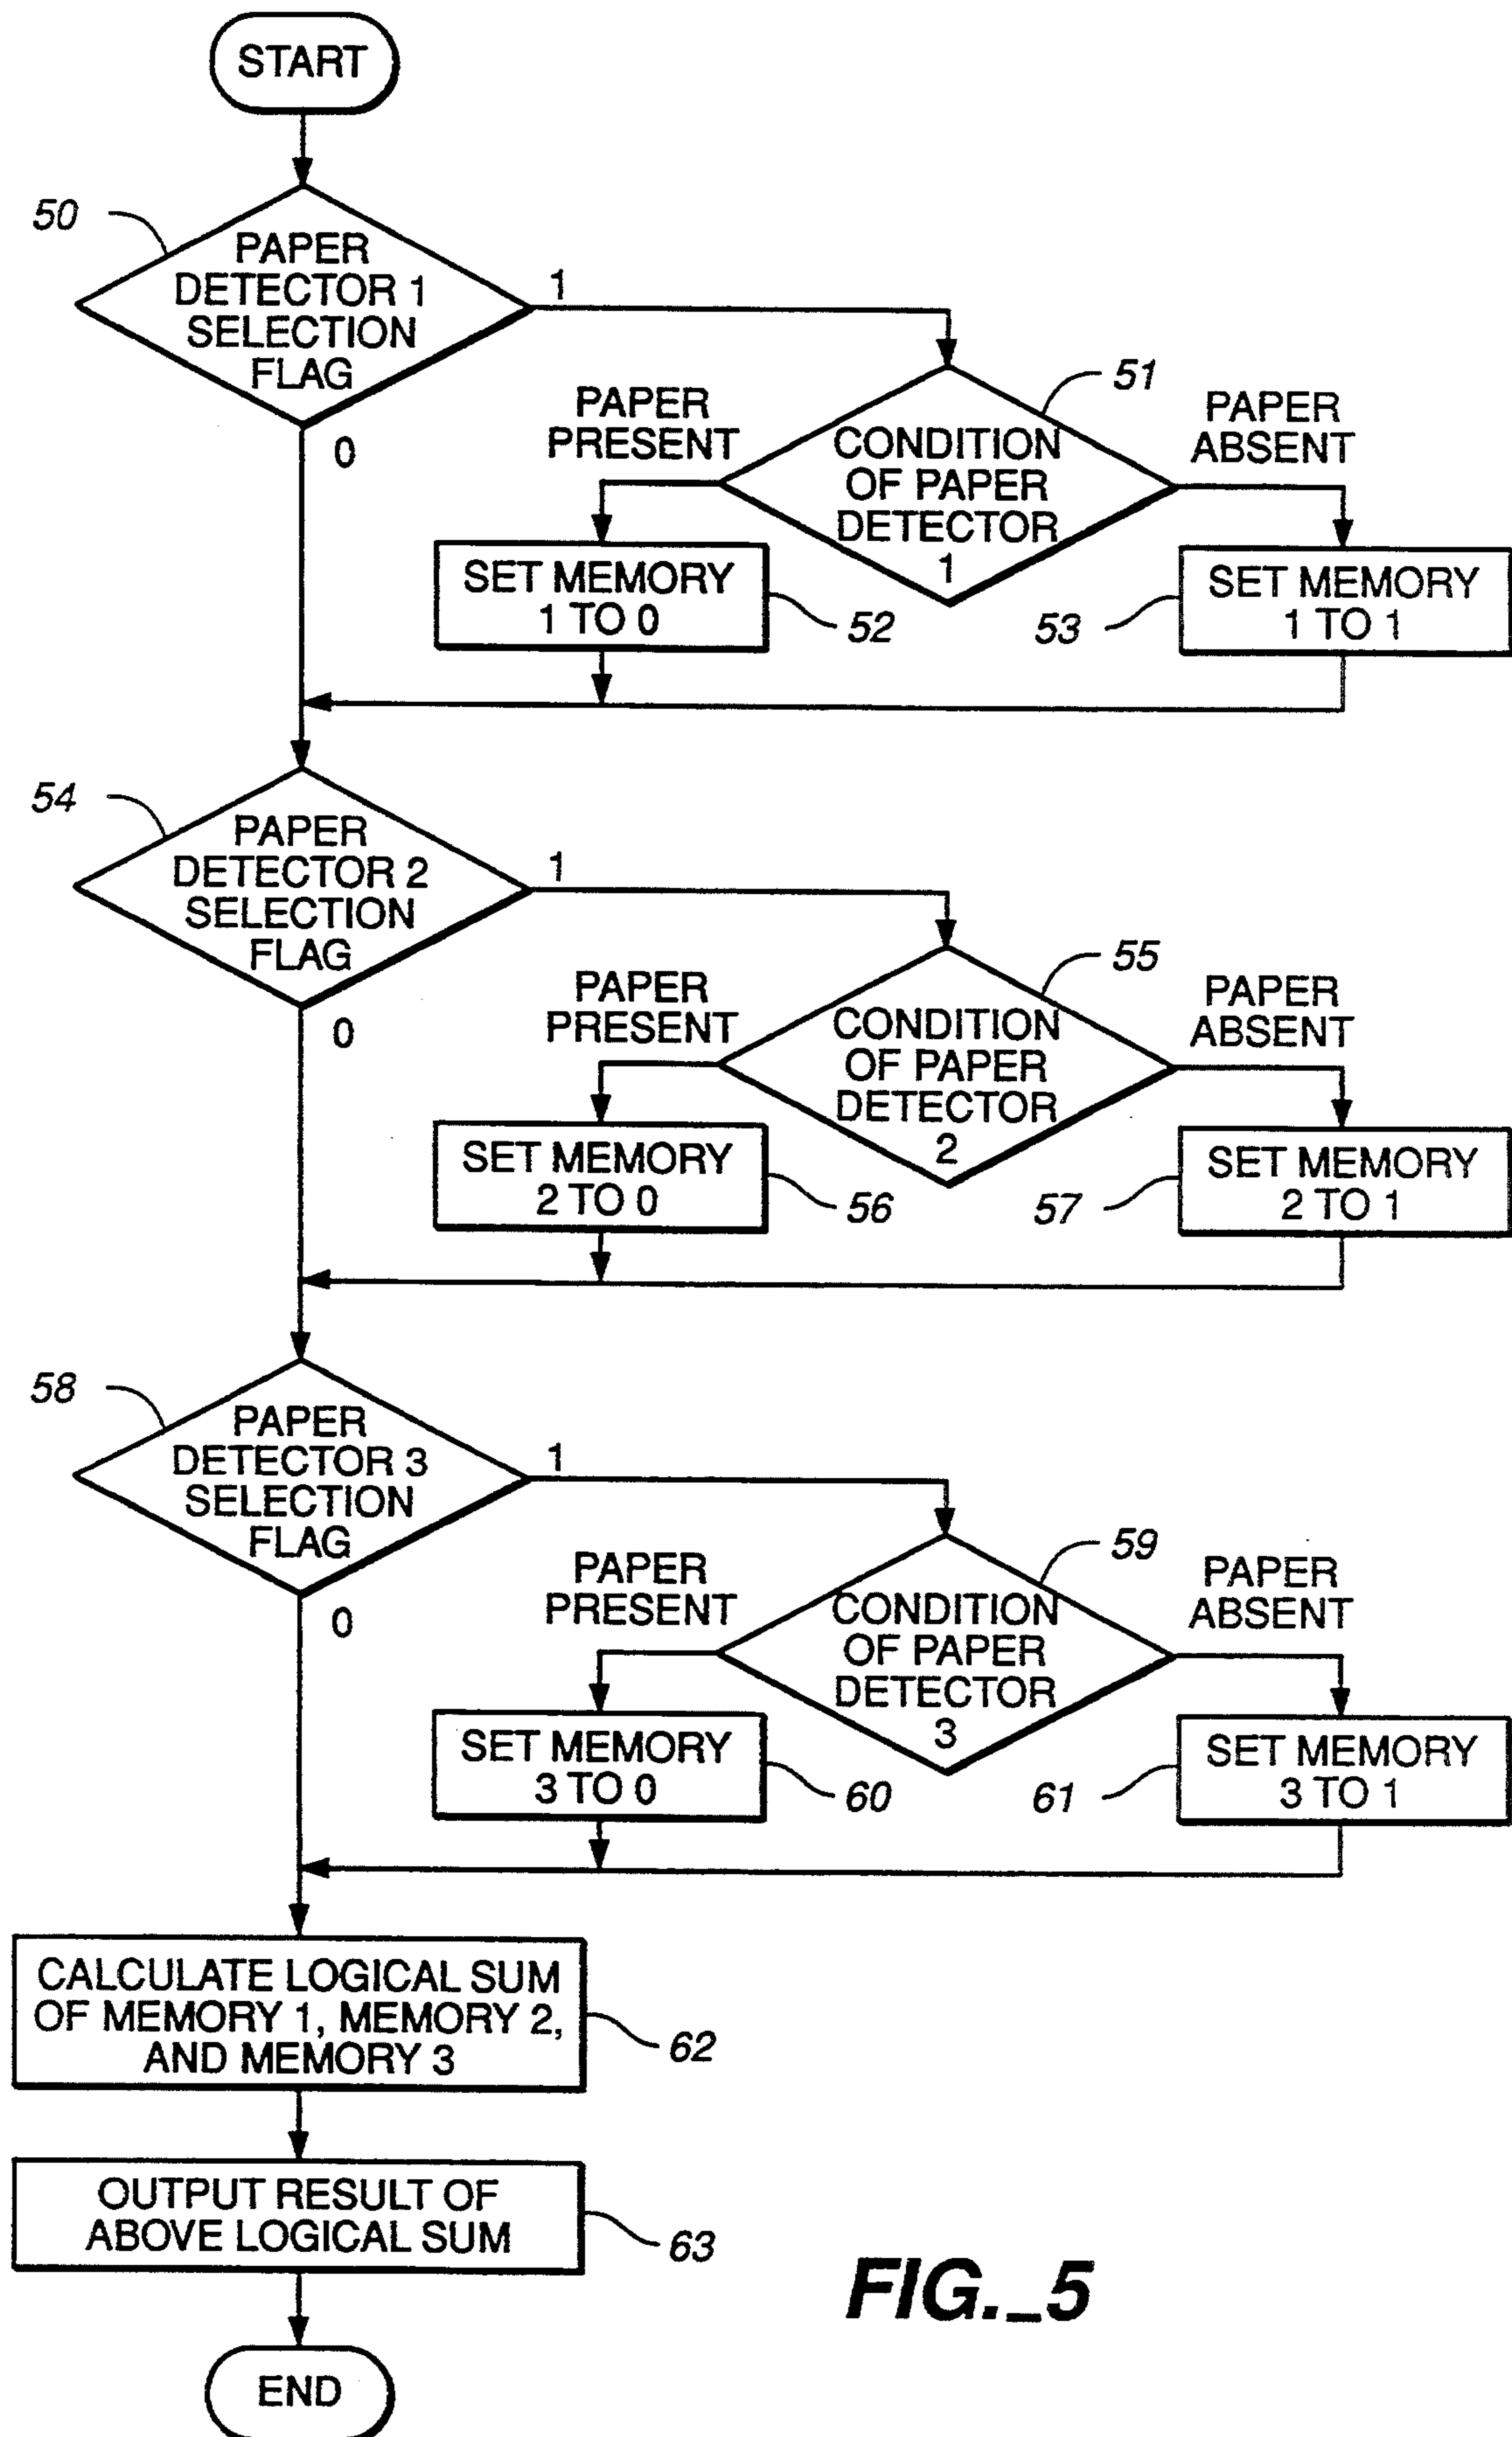 START
50
PAPER
DETECTOR 1
SELECTION
FLAG
1
0
51
PAPER
PRESENT
CONDITION
OF PAPER
DETECTOR
1
PAPER
ABSENT
SET MEMORY
1 TO 0
52
53
SET MEMORY
1 TO 1
54
PAPER
DETECTOR 2
SELECTION
FLAG
1
0
55
PAPER
PRESENT
CONDITION
OF PAPER
DETECTOR
2
PAPER
ABSENT
SET MEMORY
2 TO 0
56
57
SET MEMORY
2 TO 1
58
PAPER
DETECTOR 3
SELECTION
FLAG
1
0
59
PAPER
PRESENT
CONDITION
OF PAPER
DETECTOR
3
PAPER
ABSENT
SET MEMORY
3 TO 0
60
61
SET MEMORY
3 TO 1
CALCULATE LOGICAL SUM
OF MEMORY 1, MEMORY 2,
AND MEMORY 3
62
OUTPUT RESULT OF
ABOVE LOGICAL SUM
63
FIG._5
END